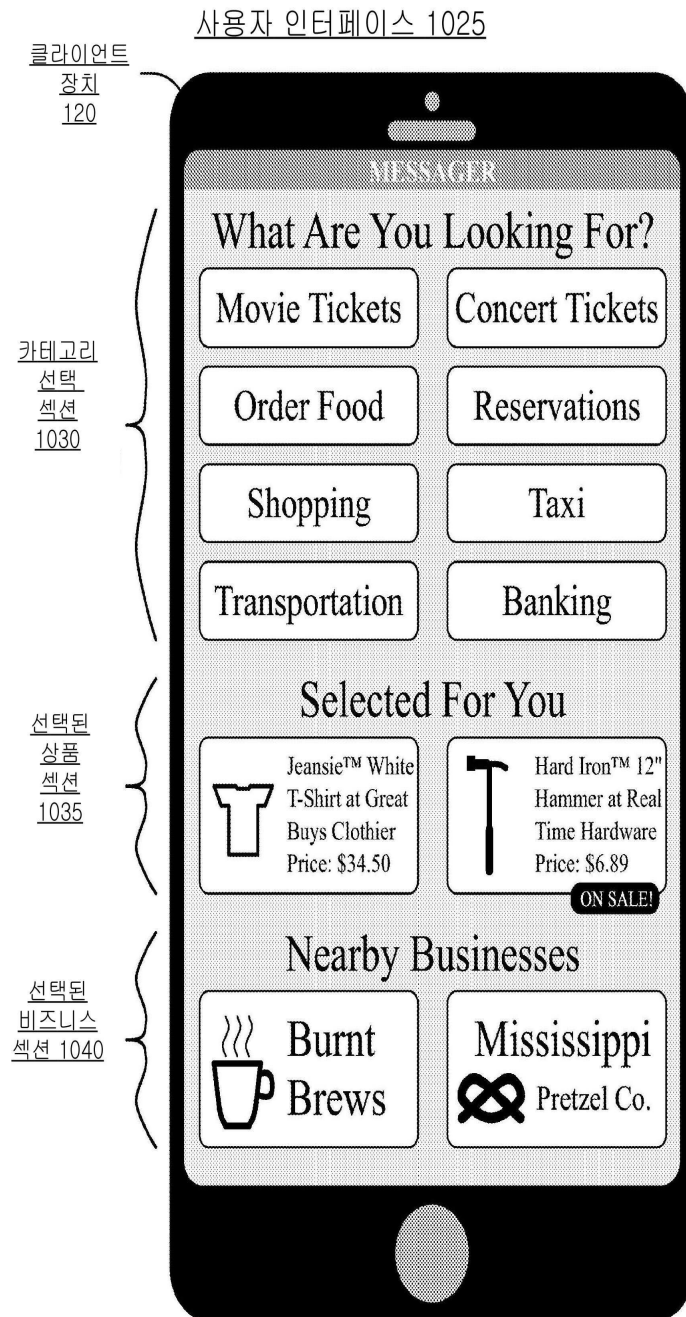 사용자 인터페이스 1025
클라이언트
장치
120
MESSAGER
What Are You Looking For?
Movie Tickets
Concert Tickets
카테고리
선택
섹션
1030
Order Food
Reservations
Shopping
Taxi
Transportation
Banking
선택된
상품
섹션
1035
Selected For You
Jeansie™ White
T-Shirt at Great
Buys Clothier
Price: $34.50
Hard Iron™ 12"
Hammer at Real
Time Hardware
Price: $6.89
ON SALE!
선택된
비즈니스
섹션 1040
Nearby Businesses
Burnt
Brews
Mississippi
Pretzel Co.